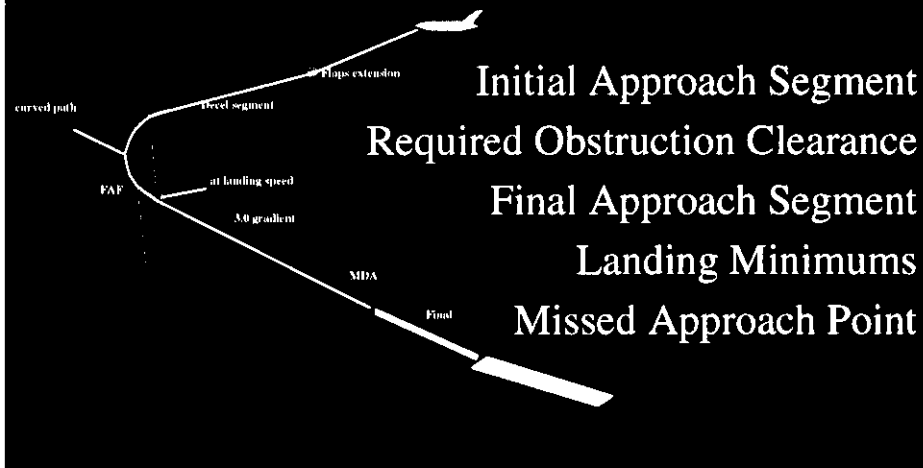 Initial Approach Segment
Required Obstruction Clearance
Final Approach Segment
Landing Minimums
Missed Approach Point
Flaps extension
Decel segment
curved path
at landing speed
FAF
3.0 gradient
MDA
Final